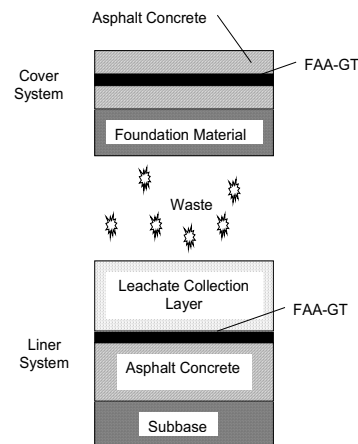 Asphalt Concrete
FAA-GT
Cover
System
Foundation Material
Waste
Leachate Collection
Layer
FAA-GT
Liner
System
Asphalt Concrete
Subbase